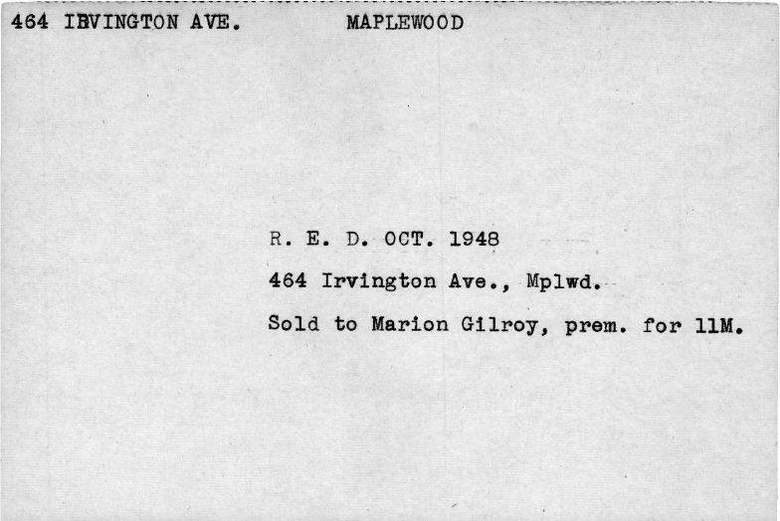 464 IRVINGTON AVE. MAPLEWOOD
R. E. D. OCT. 1948
464 Irvington Ave., Mplwd.
Sold to Marion Gilroy, prem. for 11M.